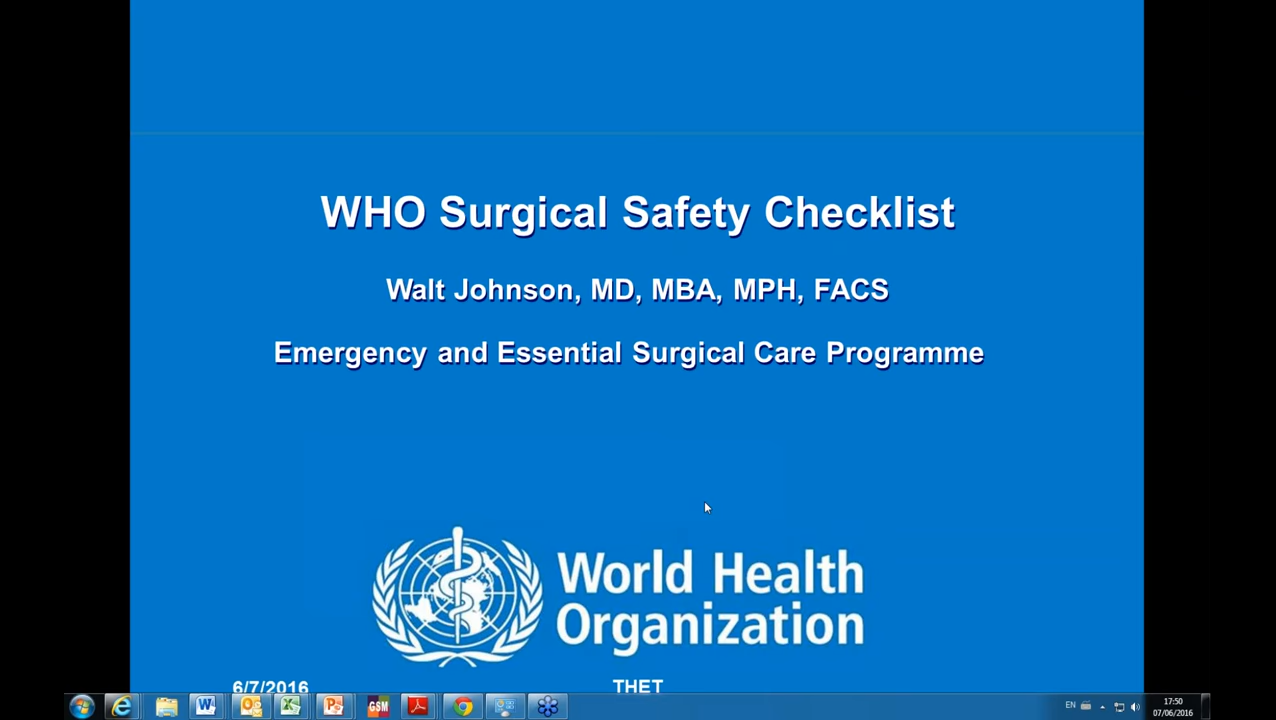 WHO Surgical Safety Checklist
Walt Johnson, MD, MBA, MPH, FACS
Emergency and Essential Surgical Care Programme
World Health
Organization
6/7/2016
THET
GSM
EN
17:50
07/06/2016